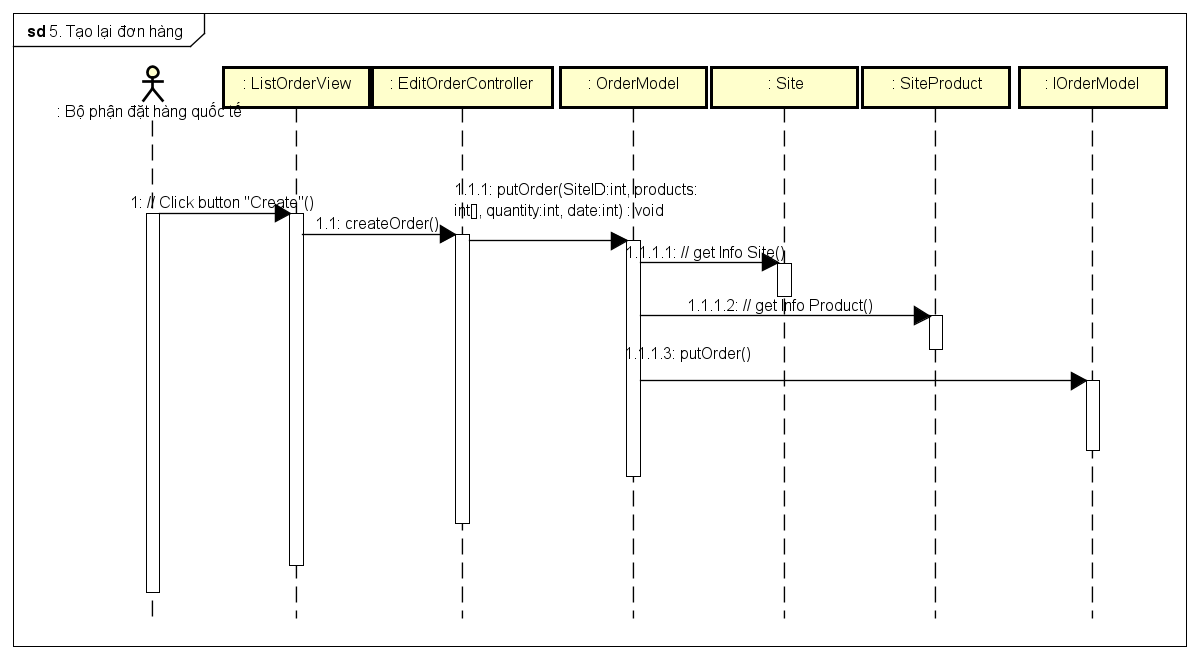 sd 5. Tạo lại đơn hàng
: Bộ phận đặt hàng quốc tế
: ListOrderView
: EditOrderController
: OrderModel
: Site
: SiteProduct
: IOrderModel
1: // Click button "Create"()
1.1: createOrder()
1.1.1: putOrder(SiteID:int, products:
int[], quantity:int, date:int) : void
1.1.1.1: // get Info Site()
1.1.1.2: // get Info Product()
1.1.1.3: putOrder()